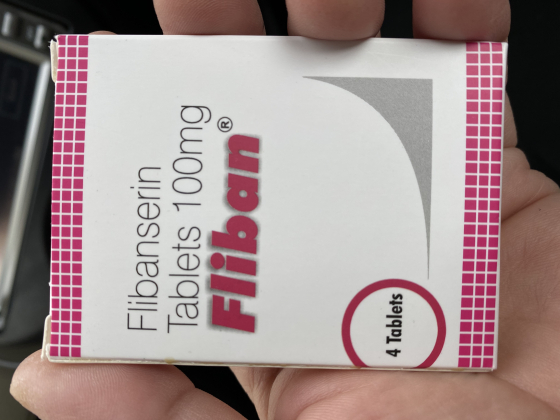 Flibanserin
Tablets 100mg
Fliban®
4 Tablets